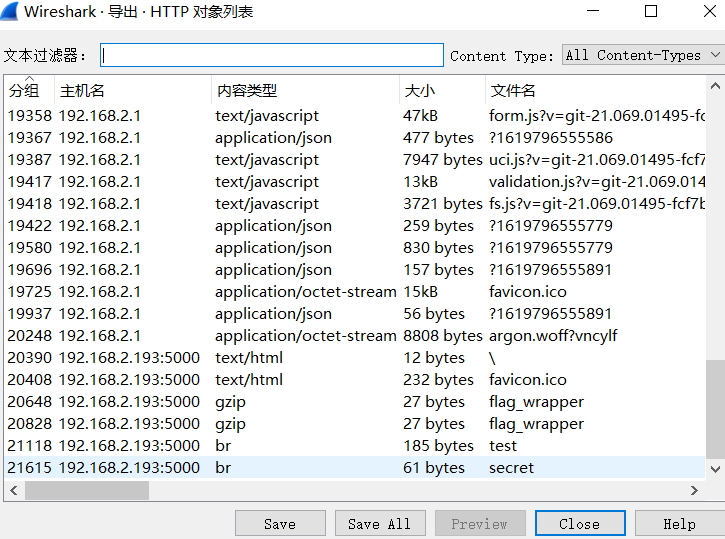 Wireshark · 导出 · HTTP 对象列表
文本过滤器： Content Type: All Content-Types
分组 主机名 内容类型 大小 文件名
19358 192.168.2.1 text/javascript 47kB form.js?v=git-21.069.01495-fc
19367 192.168.2.1 application/json 477 bytes ?1619796555586
19387 192.168.2.1 text/javascript 7947 bytes uci.js?v=git-21.069.01495-fcf7
19417 192.168.2.1 text/javascript 13kB validation.js?v=git-21.069.014
19418 192.168.2.1 text/javascript 3721 bytes fs.js?v=git-21.069.01495-fcf7b
19422 192.168.2.1 application/json 259 bytes ?1619796555779
19580 192.168.2.1 application/json 830 bytes ?1619796555779
19696 192.168.2.1 application/json 157 bytes ?1619796555891
19725 192.168.2.1 application/octet-stream 15kB favicon.ico
19937 192.168.2.1 application/json 56 bytes ?1619796555891
20248 192.168.2.1 application/octet-stream 8808 bytes argon.woff?vncylf
20390 192.168.2.193:5000 text/html 12 bytes \
20408 192.168.2.193:5000 text/html 232 bytes favicon.ico
20648 192.168.2.193:5000 gzip 27 bytes flag_wrapper
20828 192.168.2.193:5000 gzip 27 bytes flag_wrapper
21118 192.168.2.193:5000 br 185 bytes test
21615 192.168.2.193:5000 br 61 bytes secret
Save Save All Preview Close Help